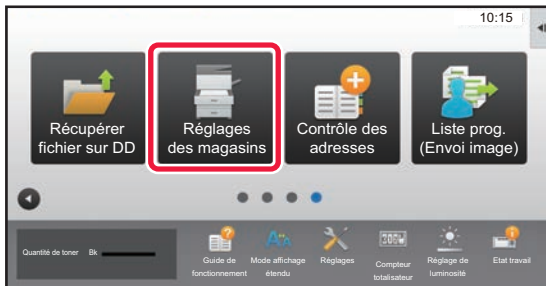 10:15
Récupérer
fichier sur DD
Réglages
des magasins
Contrôle des
adresses
Liste prog.
(Envoi image)
Quantité de toner Bk
Guide de
fonctionnement
Mode affichage
étendu
Réglages
Compteur
totalisateur
Réglage de
luminosité
Etat travail